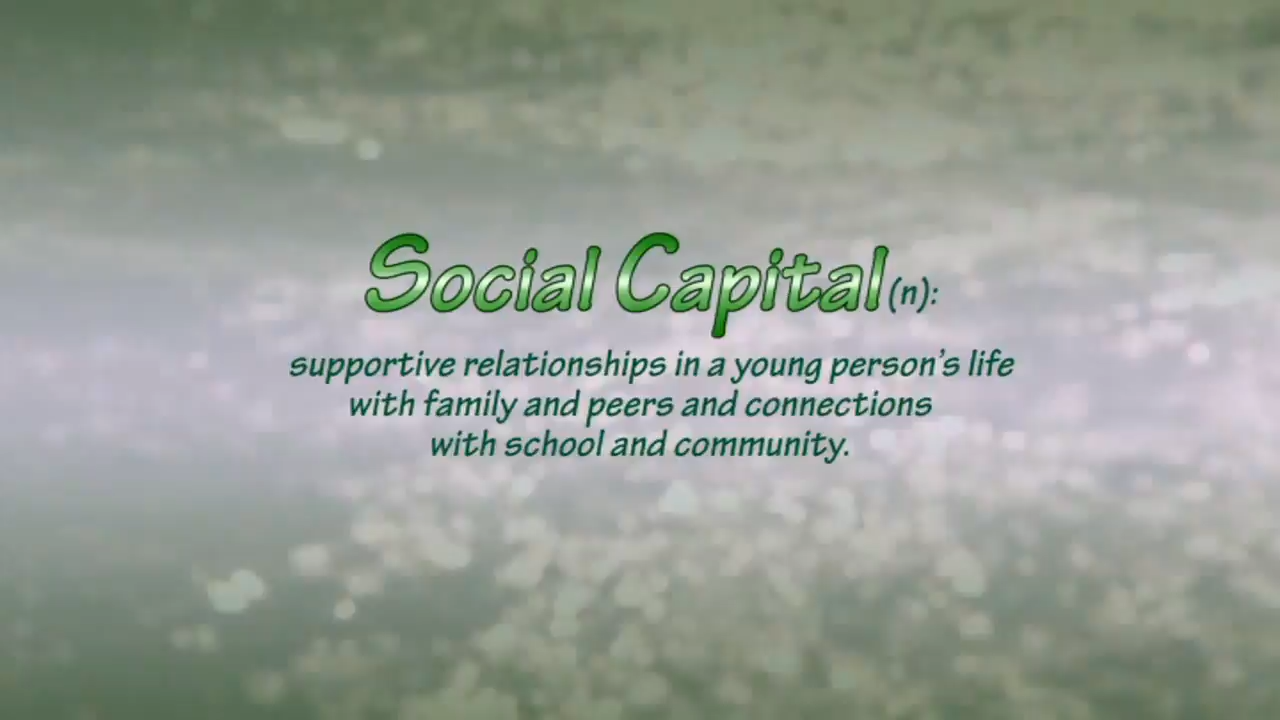 Social Capital (n):
supportive relationships in a young person's life
with family and peers and connections
with school and community.